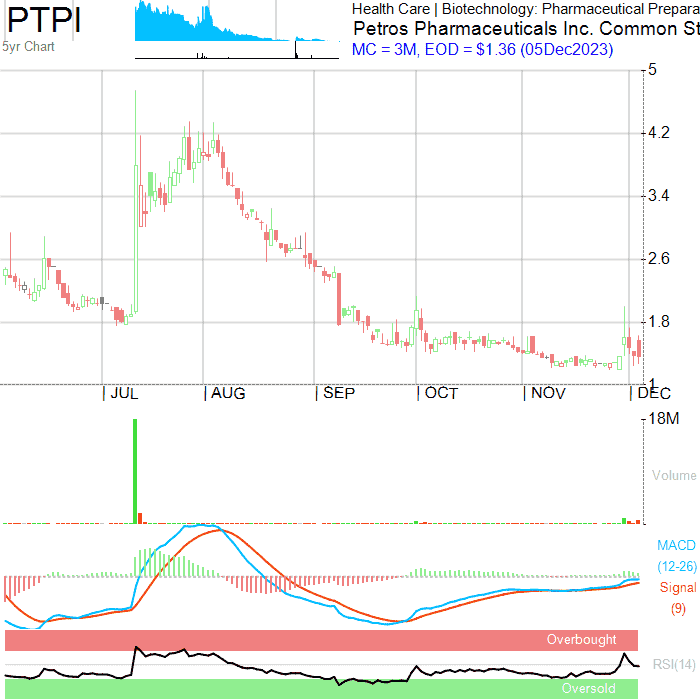 PTPI
5yr Chart
Health Care | Biotechnology: Pharmaceutical Prepara
Petros Pharmaceuticals Inc. Common St
MC = 3M, EOD = $1.36 (05Dec2023)
5
4.2
3.4
2.6
1.8
1
JUL AUG SEP OCT NOV DEC
18M
Volume
MACD
(12-26)
Signal
(9)
Overbought
RSI(14)
Oversold